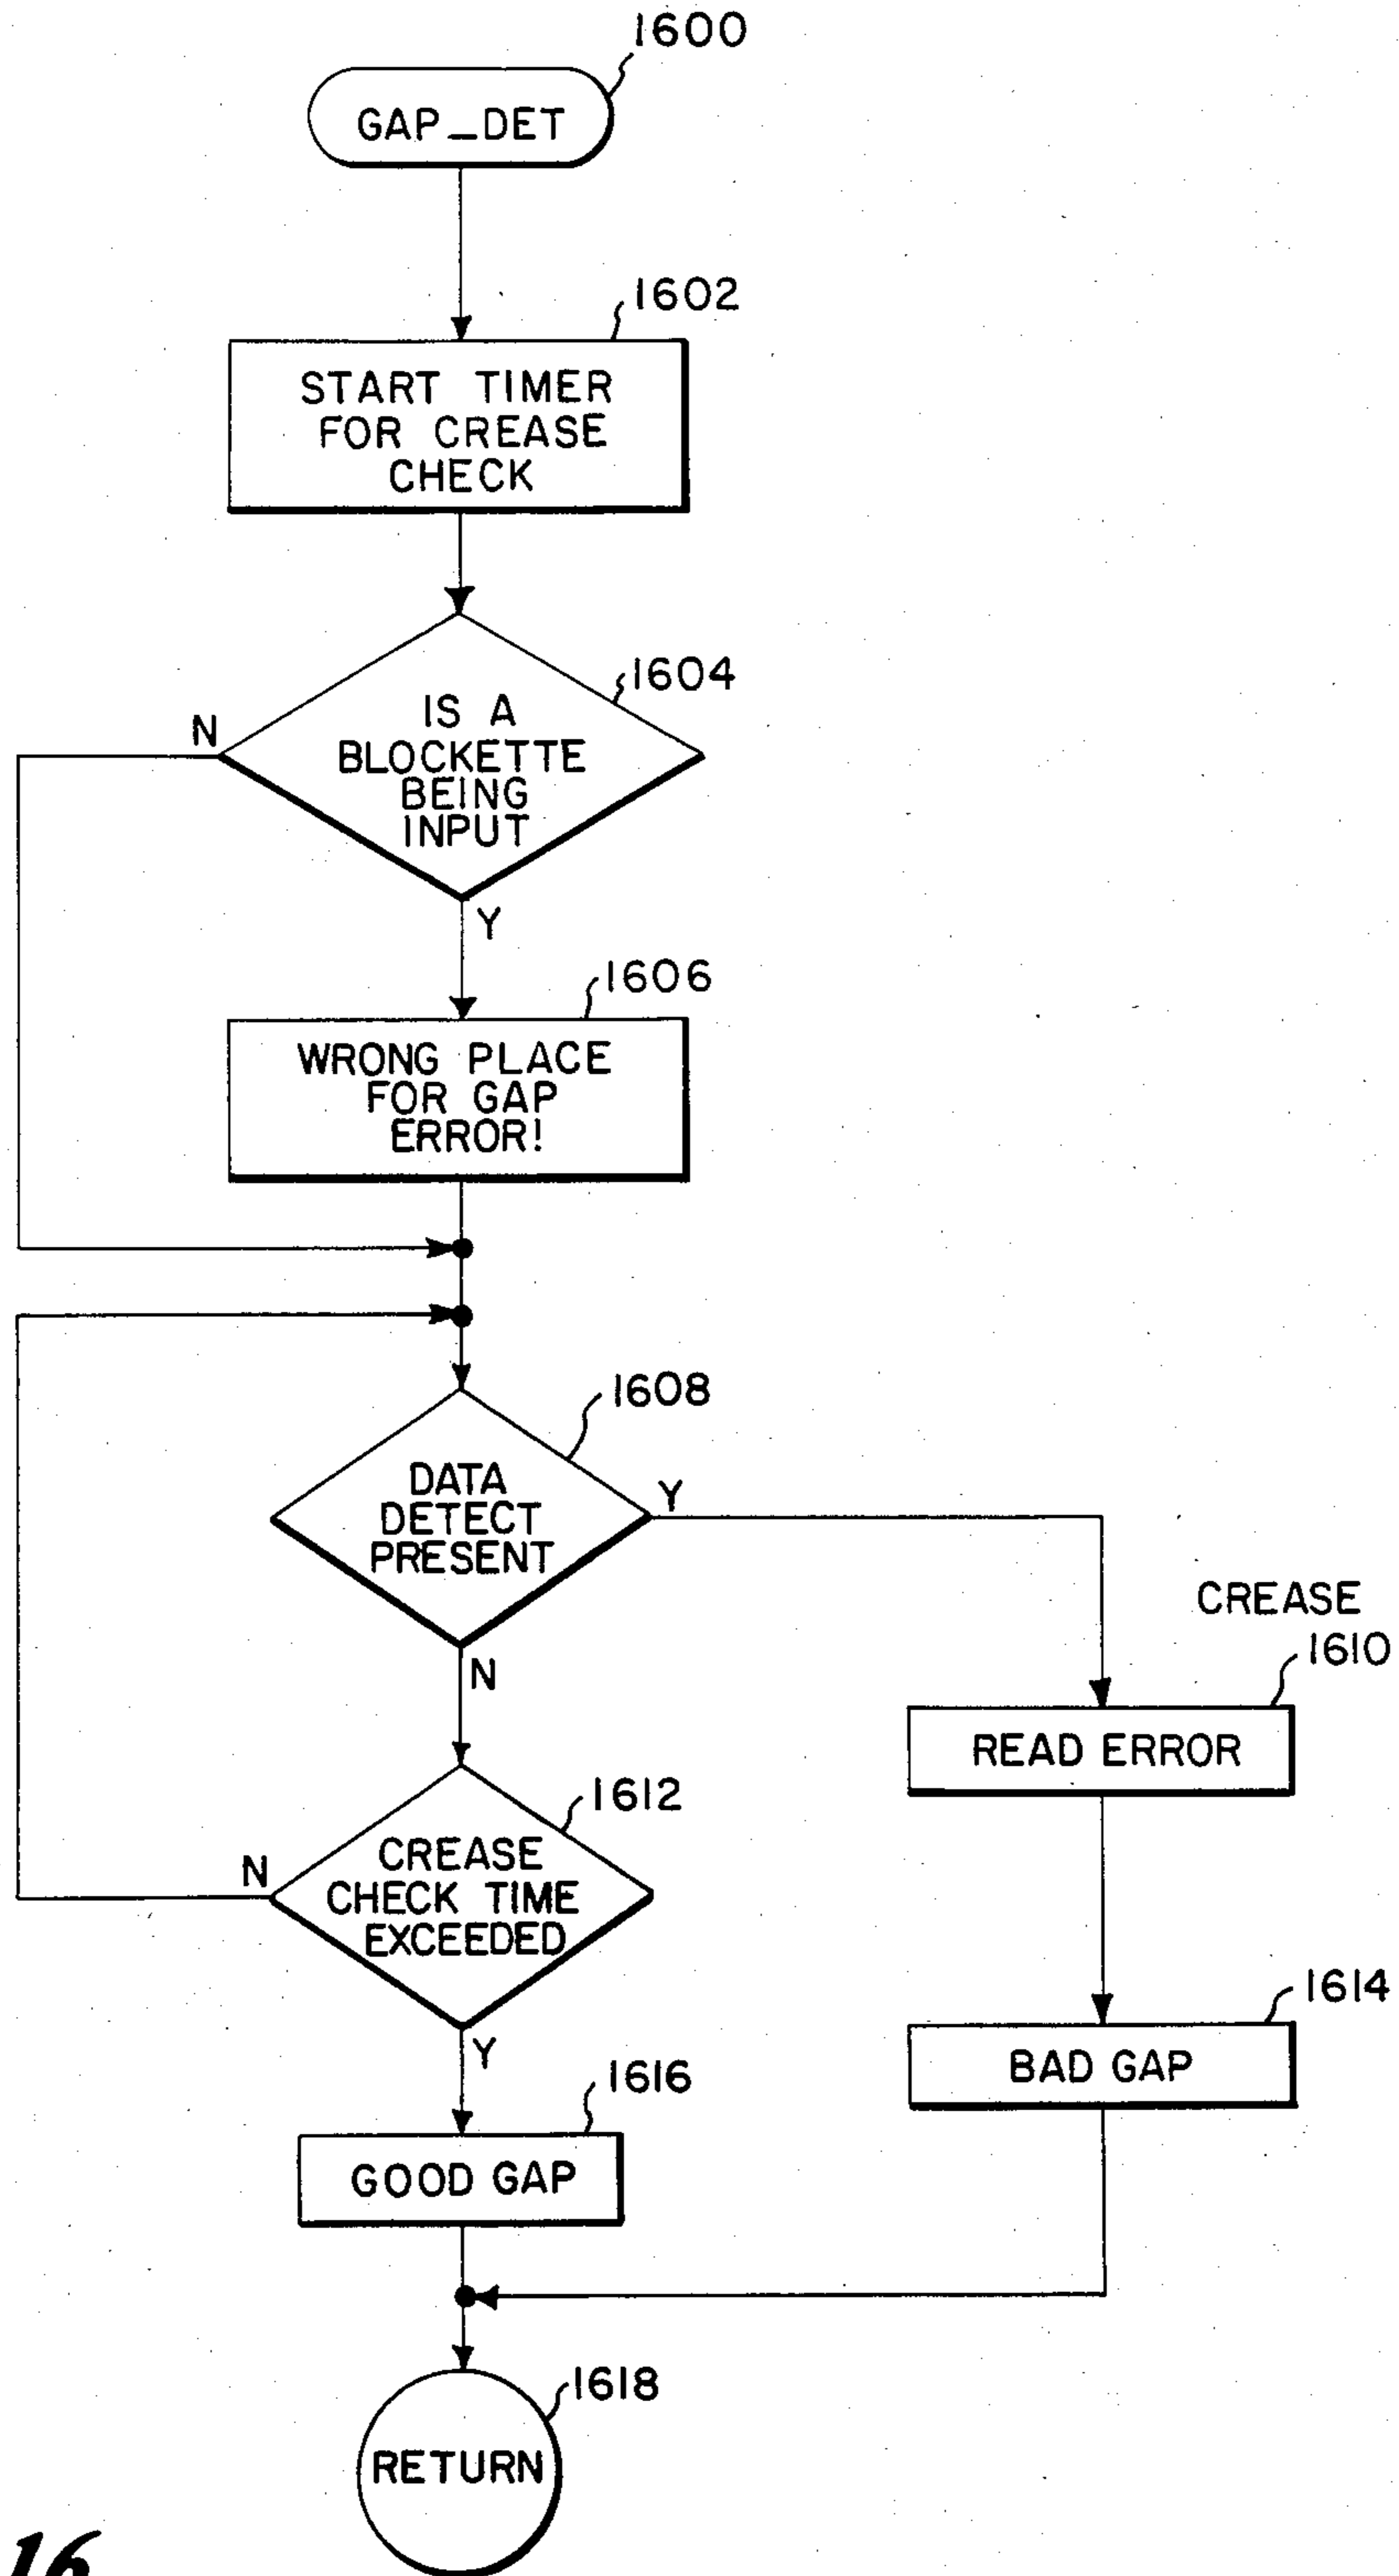 1600
GAP_DET
1602
START TIMER
FOR CREASE
CHECK
1604
IS A
BLOCKETTE
BEING
INPUT
N
Y
1606
WRONG PLACE
FOR GAP
ERROR!
1608
DATA
DETECT
PRESENT
Y
N
CREASE
1610
READ ERROR
1612
CREASE
CHECK TIME
EXCEEDED
N
Y
1614
BAD GAP
1616
GOOD GAP
1618
RETURN
16